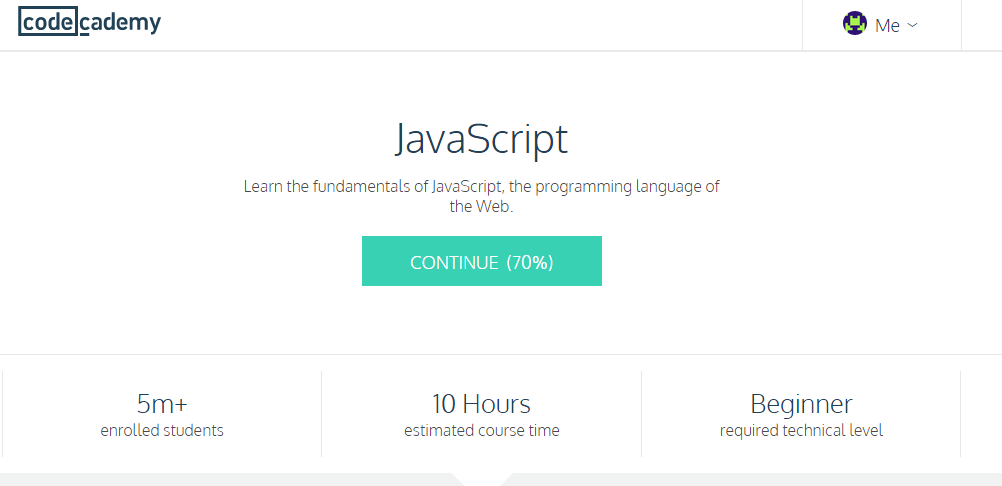 codecademy
Me
JavaScript
Learn the fundamentals of JavaScript, the programming language of
the Web.
CONTINUE (70%)
5m+
enrolled students
10 Hours
estimated course time
Beginner
required technical level